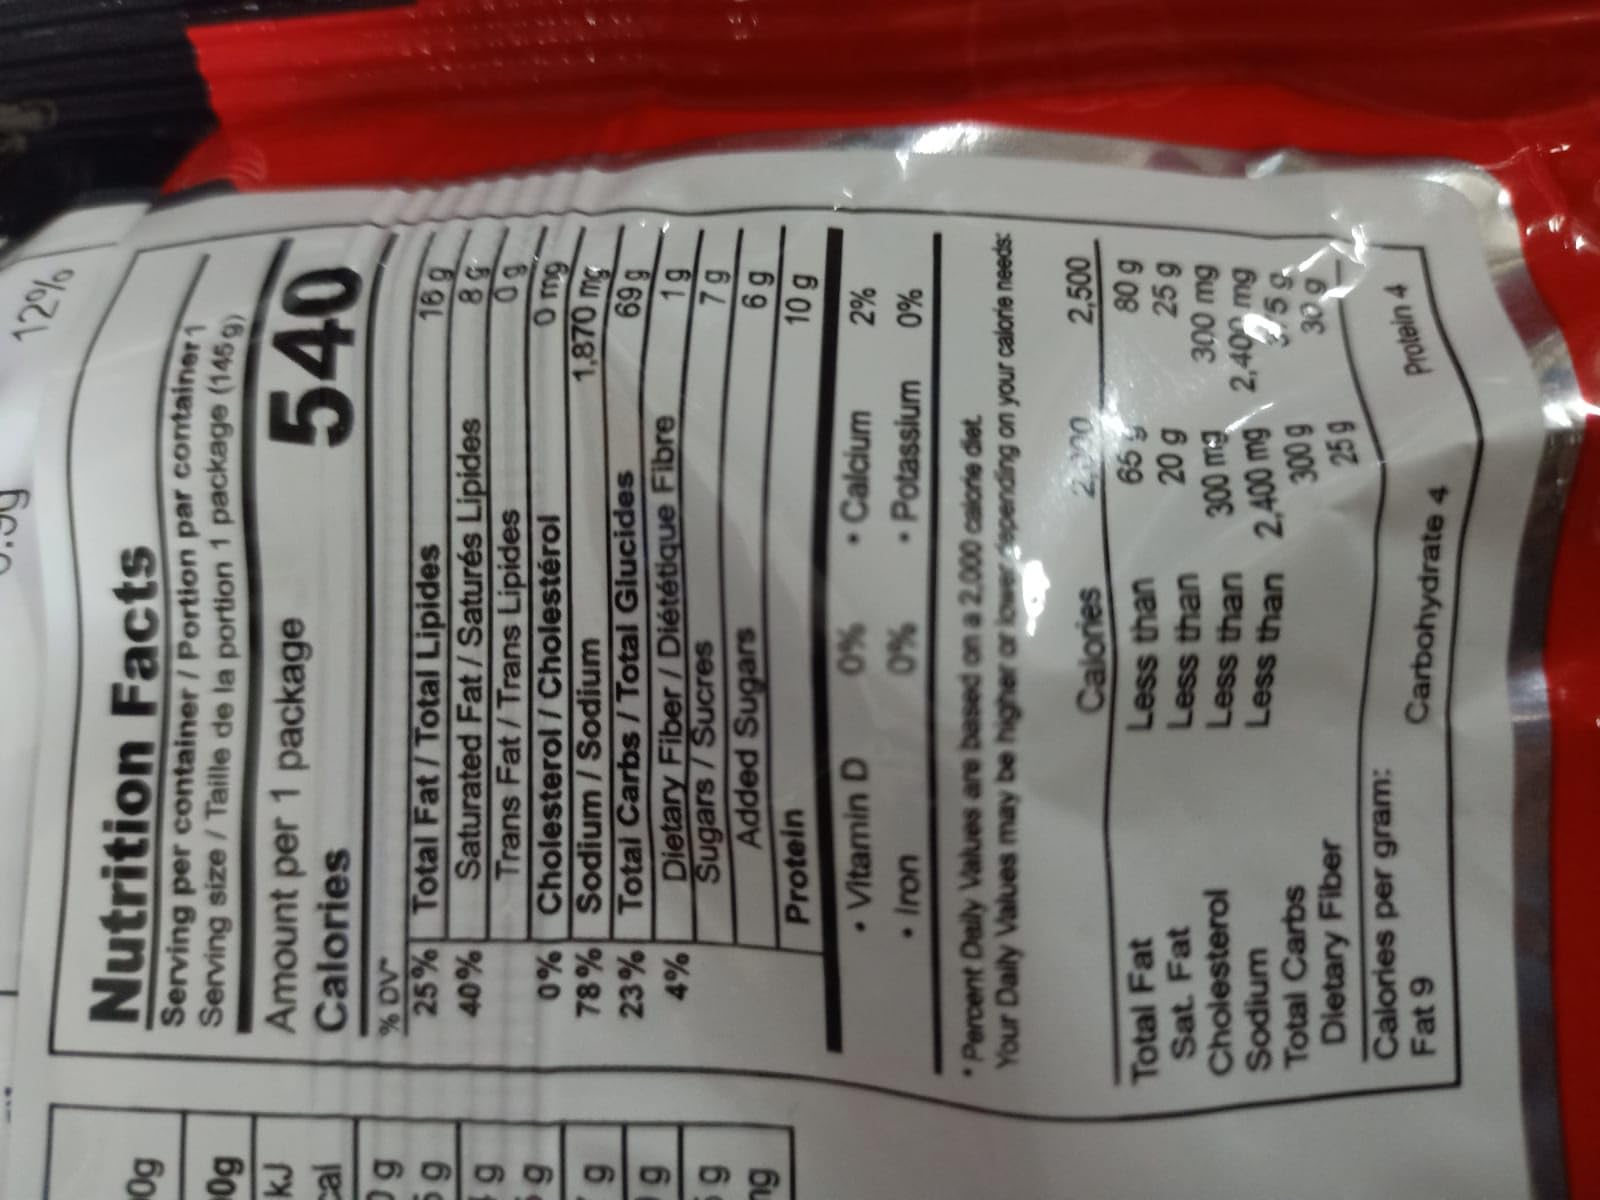 12%
Nutrition Facts
Serving per container / Portion par container 1
Serving size / Taille de la portion 1 package (145 g)
Amount per 1 package
Calories 540
% DV*
25% Total Fat / Total Lipides 16 g
40% Saturated Fat / Saturés Lipides 8 g
Trans Fat / Trans Lipides 0 g
0% Cholesterol / Cholestérol 0 mg
78% Sodium / Sodium 1,870 mg
23% Total Carbs / Total Glucides 69 g
4% Dietary Fiber / Diététique Fibre 1 g
Sugars / Sucres 7 g
Added Sugars 6 g
Protein 10 g
• Vitamin D 0% • Calcium 2%
• Iron 0% • Potassium 0%
* Percent Daily Values are based on a 2,000 calorie diet.
Your Daily Values may be higher or lower depending on your calorie needs:
Calories 2,500
Total Fat Less than 65 g 80 g
Sat. Fat Less than 20 g 25 g
Cholesterol Less than 300 mg 300 mg
Sodium Less than 2,400 mg 2,400 mg
Total Carbs 300 g
Dietary Fiber 25 g 30 g
Calories per gram:
Fat 9 Carbohydrate 4 Protein 4
kJ
g
g
g
g
g
g
g